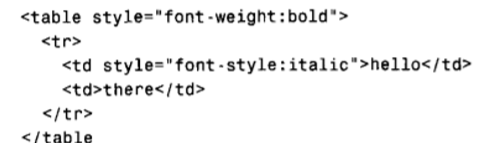 <table style="font-weight:bold">
  <tr>
    <td style="font-style:italic">hello</td>
    <td>there</td>
  </tr>
</table